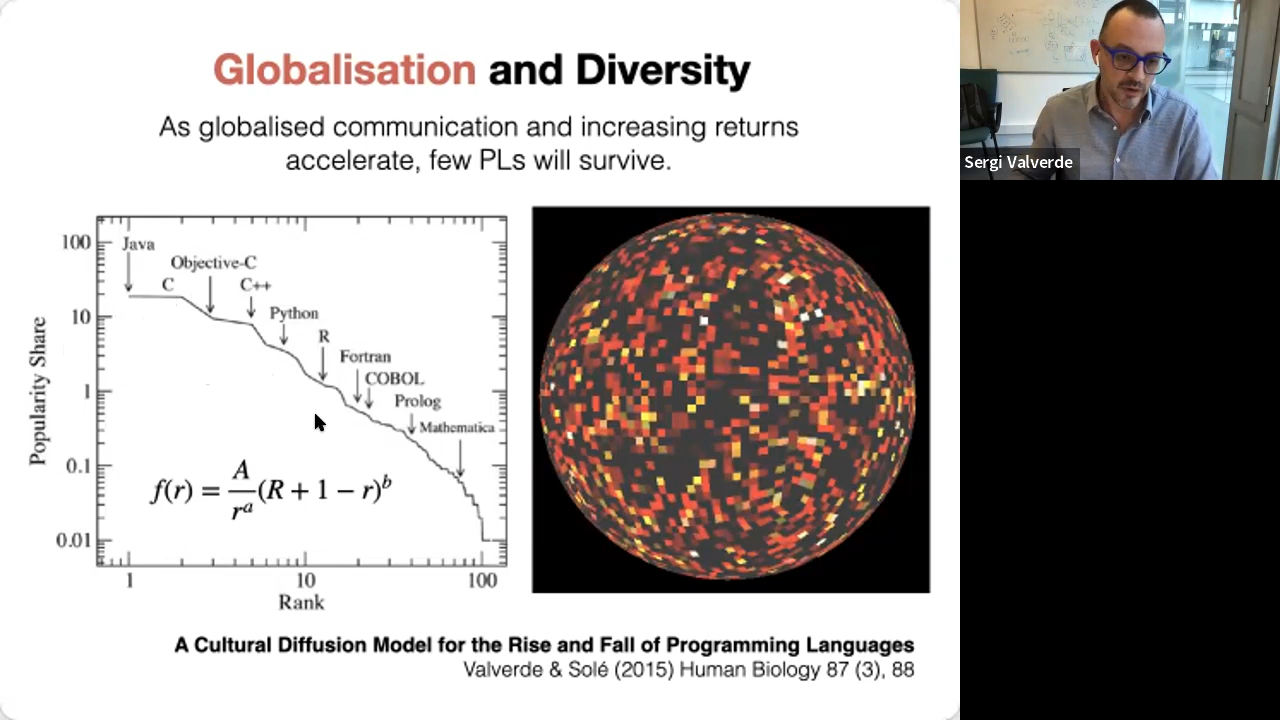 Globalisation and Diversity
As globalised communication and increasing returns
accelerate, few PLs will survive.
Sergi Valverde
Popularity Share
100
10
1
0.1
0.01
Java
Objective-C
C
C++
Python
R
Fortran
COBOL
Prolog
Mathematica
f(r) = A/r^a (R + 1 − r)^b
1
10
100
Rank
A Cultural Diffusion Model for the Rise and Fall of Programming Languages
Valverde & Solé (2015) Human Biology 87 (3), 88